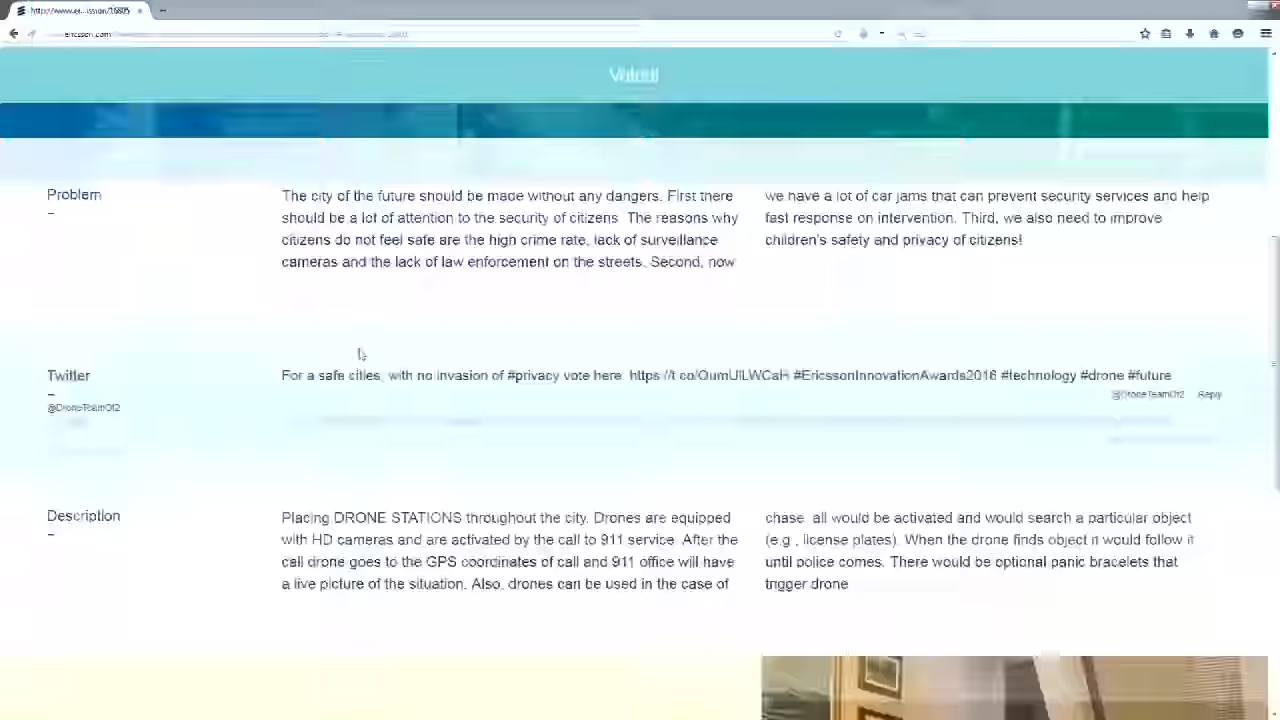 ericsson.com
Voted!
Problem
The city of the future should be made without any dangers. First there
should be a lot of attention to the security of citizens. The reasons why
citizens do not feel safe are the high crime rate, lack of surveillance
cameras and the lack of law enforcement on the streets. Second, now
we have a lot of car jams that can prevent security services and help
fast response on intervention. Third, we also need to improve
children's safety and privacy of citizens!
Twitter
@DroneTeamOf2
For a safe cities, with no invasion of #privacy vote here: #EricssonInnovationAwards2016 #technology #drone #future
@DroneTeamOf2 Reply
Description
Placing DRONE STATIONS throughout the city. Drones are equipped
with HD cameras and are activated by the call to 911 service. After the
call drone goes to the GPS coordinates of call and 911 office will have
a live picture of the situation. Also, drones can be used in the case of
chase: all would be activated and would search a particular object
(e.g., license plates). When the drone finds object it would follow it
until police comes. There would be optional panic bracelets that
trigger drone